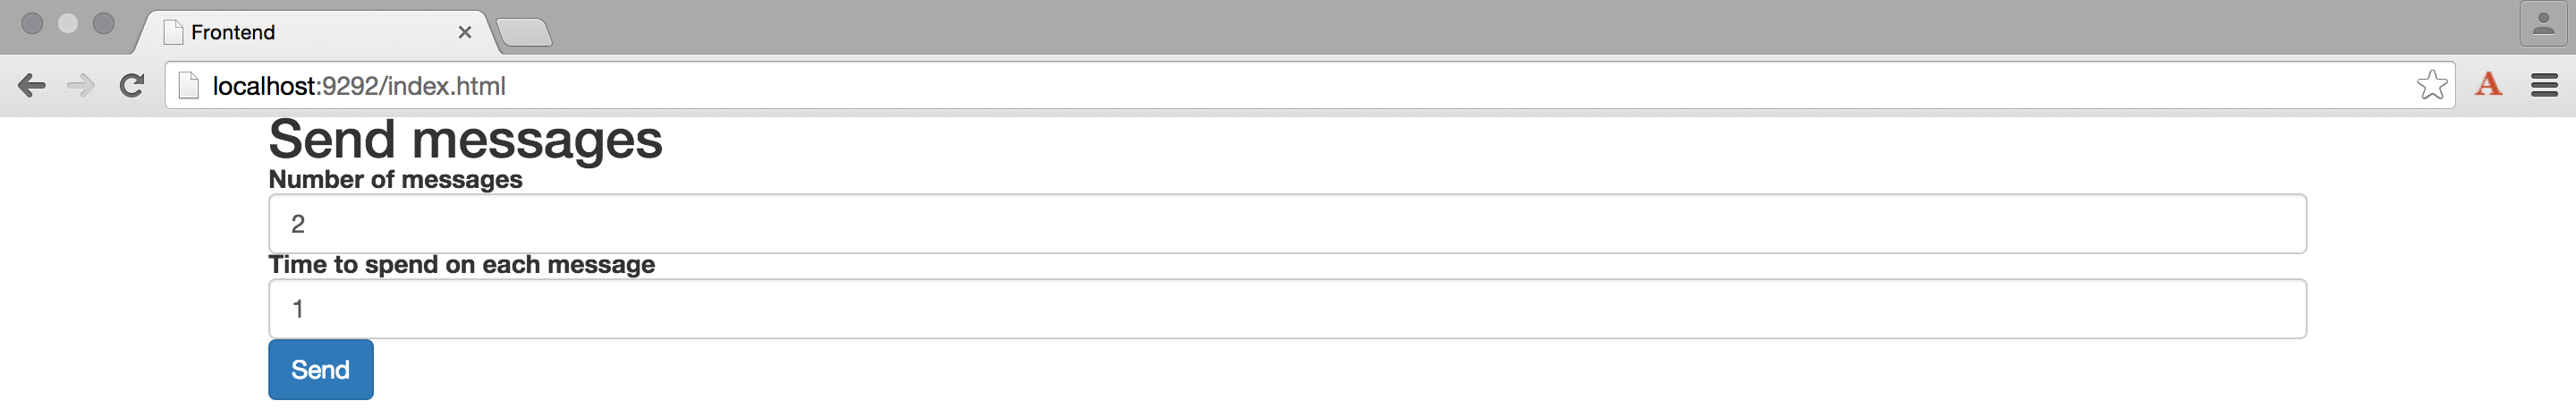 Frontend
localhost:9292/index.html
A
Send messages
Number of messages
2
Time to spend on each message
1
Send